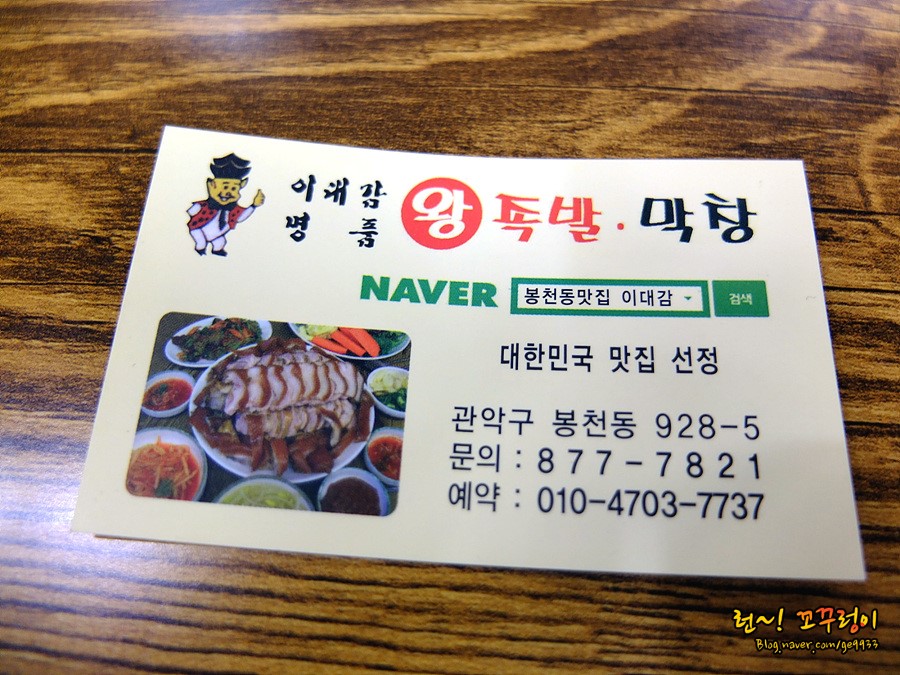 이대감
명품
왕족발·막창
NAVER 봉천동맛집 이대감 검색
대한민국 맛집 선정
관악구 봉천동 928-5
문의 : 877-7821
예약 : 010-4703-7737
런~! 꼬꾸렁이
Blog.naver.com/ge9933